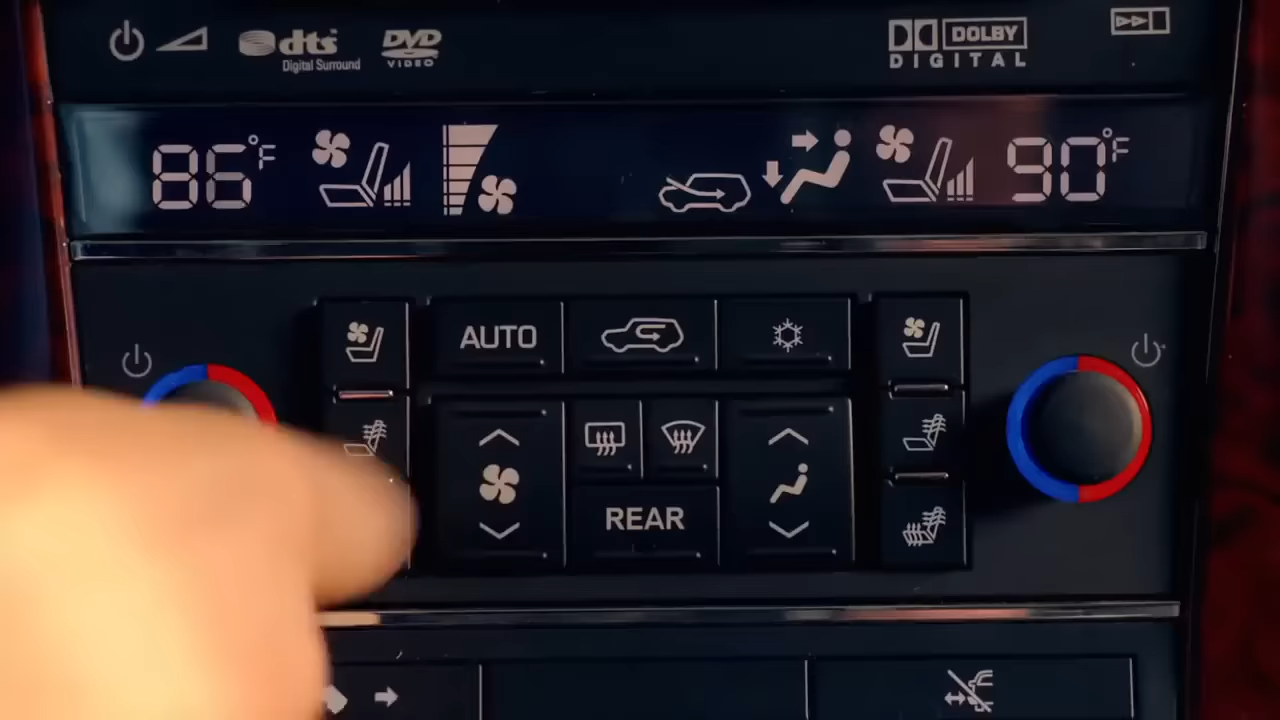 dts
Digital Surround
DVD
VIDEO
DOLBY
DIGITAL
86°F
90°F
AUTO
REAR